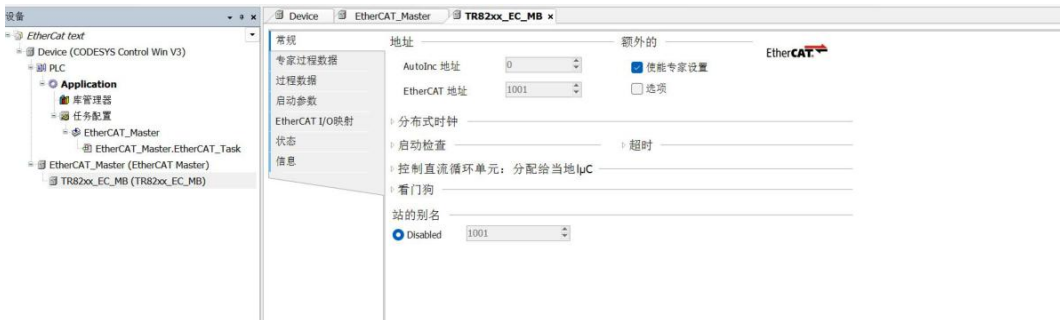 设备
EtherCat text
Device (CODESYS Control Win V3)
PLC
Application
库管理器
任务配置
EtherCAT_Master
EtherCAT_Master.EtherCAT_Task
EtherCAT_Master (EtherCAT Master)
TR82xx_EC_MB (TR82xx_EC_MB)
Device EtherCAT_Master TR82xx_EC_MB
常规
专家过程数据
过程数据
启动参数
EtherCAT I/O映射
状态
信息
地址 额外的
AutoInc 地址 0 使能专家设置
EtherCAT 地址 1001 选项
EtherCAT
分布式时钟
启动检查 超时
控制直流循环单元：分配给当地IμC
看门狗
站的别名
Disabled 1001